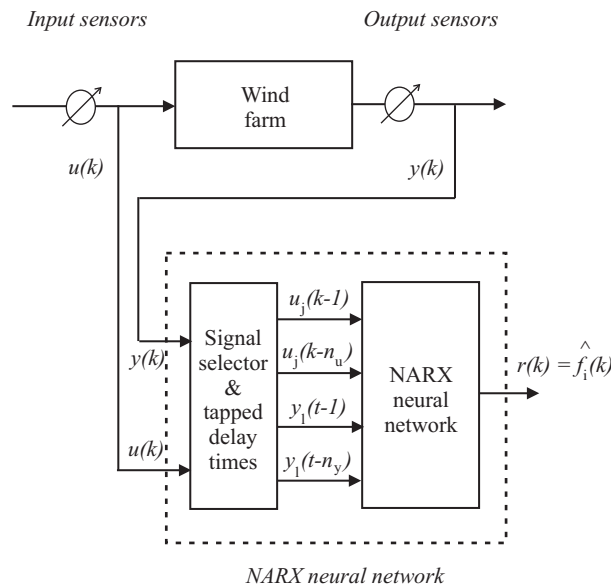 Input sensors
Output sensors
Wind
farm
u(k)
y(k)
y(k)
u(k)
Signal
selector
&
tapped
delay
times
u_j(k-1)
u_j(k-n_u)
y_l(t-1)
y_l(t-n_y)
NARX
neural
network
r(k) = f̂_i(k)
NARX neural network